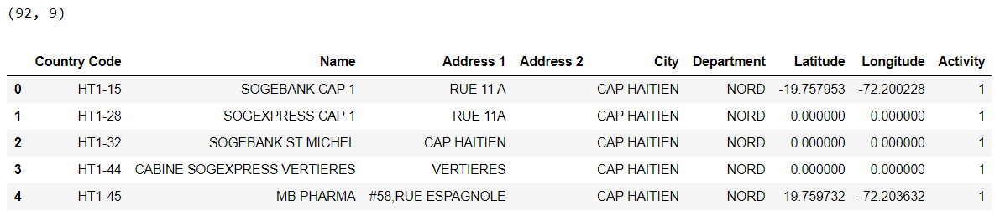 (92, 9)
Country Code Name Address 1 Address 2 City Department Latitude Longitude Activity
0 HT1-15 SOGEBANK CAP 1 RUE 11 A CAP HAITIEN NORD -19.757953 -72.200228 1
1 HT1-28 SOGEXPRESS CAP 1 RUE 11A CAP HAITIEN NORD 0.000000 0.000000 1
2 HT1-32 SOGEBANK ST MICHEL CAP HAITIEN CAP HAITIEN NORD 0.000000 0.000000 1
3 HT1-44 CABINE SOGEXPRESS VERTIERES VERTIERES CAP HAITIEN NORD 0.000000 0.000000 1
4 HT1-45 MB PHARMA #58,RUE ESPAGNOLE CAP HAITIEN NORD 19.759732 -72.203632 1